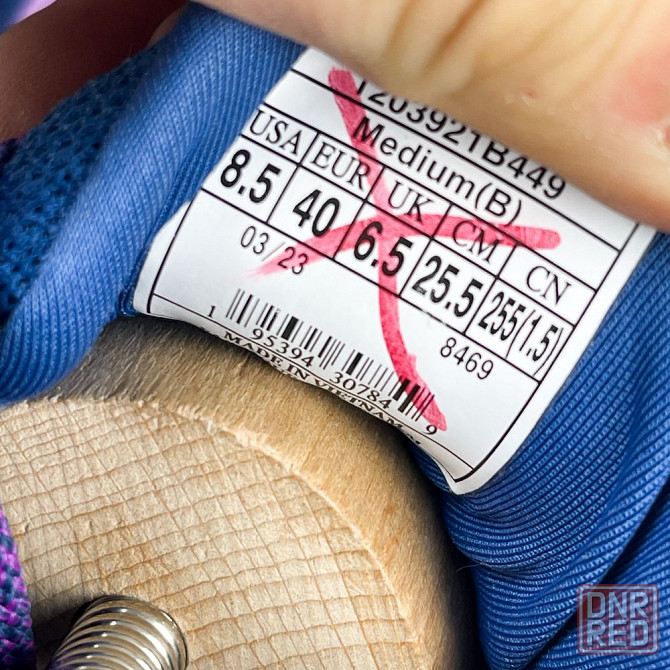 1203921B449
Medium(B)
USA EUR UK CM CN
8.5 40 6.5 25.5 255(1.5)
03/23
8469
1 95394 30784 9
MADE IN VIETNAM
DNR
RED